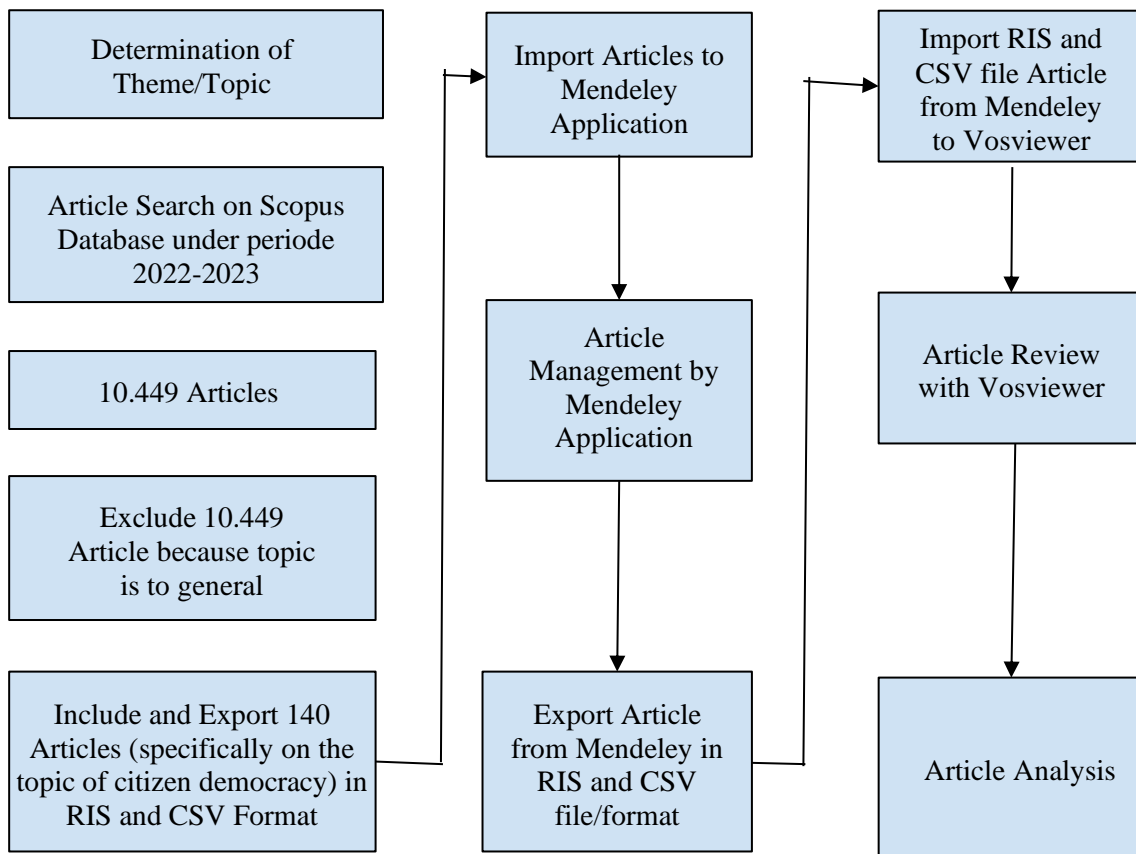 Determination of
Theme/Topic
Article Search on Scopus
Database under periode
2022-2023
10.449 Articles
Exclude 10.449
Article because topic
is to general
Include and Export 140
Articles (specifically on the
topic of citizen democracy) in
RIS and CSV Format
Import Articles to
Mendeley
Application
Article
Management by
Mendeley
Application
Export Article
from Mendeley in
RIS and CSV
file/format
Import RIS and
CSV file Article
from Mendeley
to Vosviewer
Article Review
with Vosviewer
Article Analysis